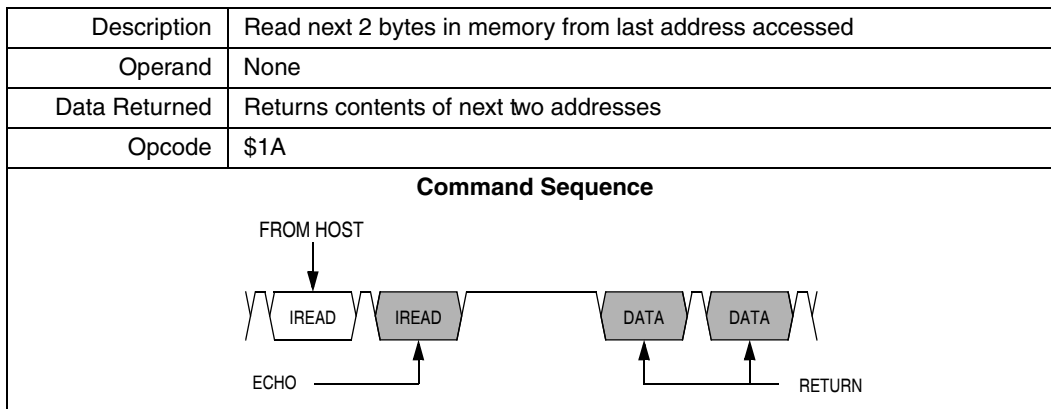 Description Read next 2 bytes in memory from last address accessed
Operand None
Data Returned Returns contents of next two addresses
Opcode $1A
Command Sequence
FROM HOST
IREAD IREAD DATA DATA
ECHO RETURN